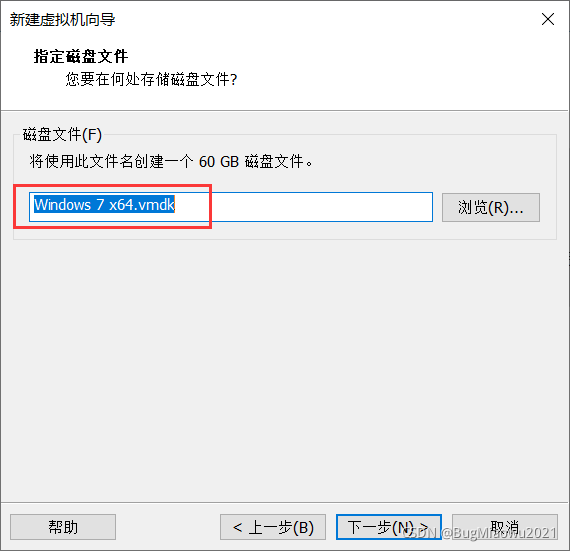 新建虚拟机向导
指定磁盘文件
您要在何处存储磁盘文件?
磁盘文件(F)
将使用此文件名创建一个 60 GB 磁盘文件。
Windows 7 x64.vmdk
浏览(R)...
帮助
< 上一步(B)
下一步(N) >
取消
CSDN @BugMiaowu2021